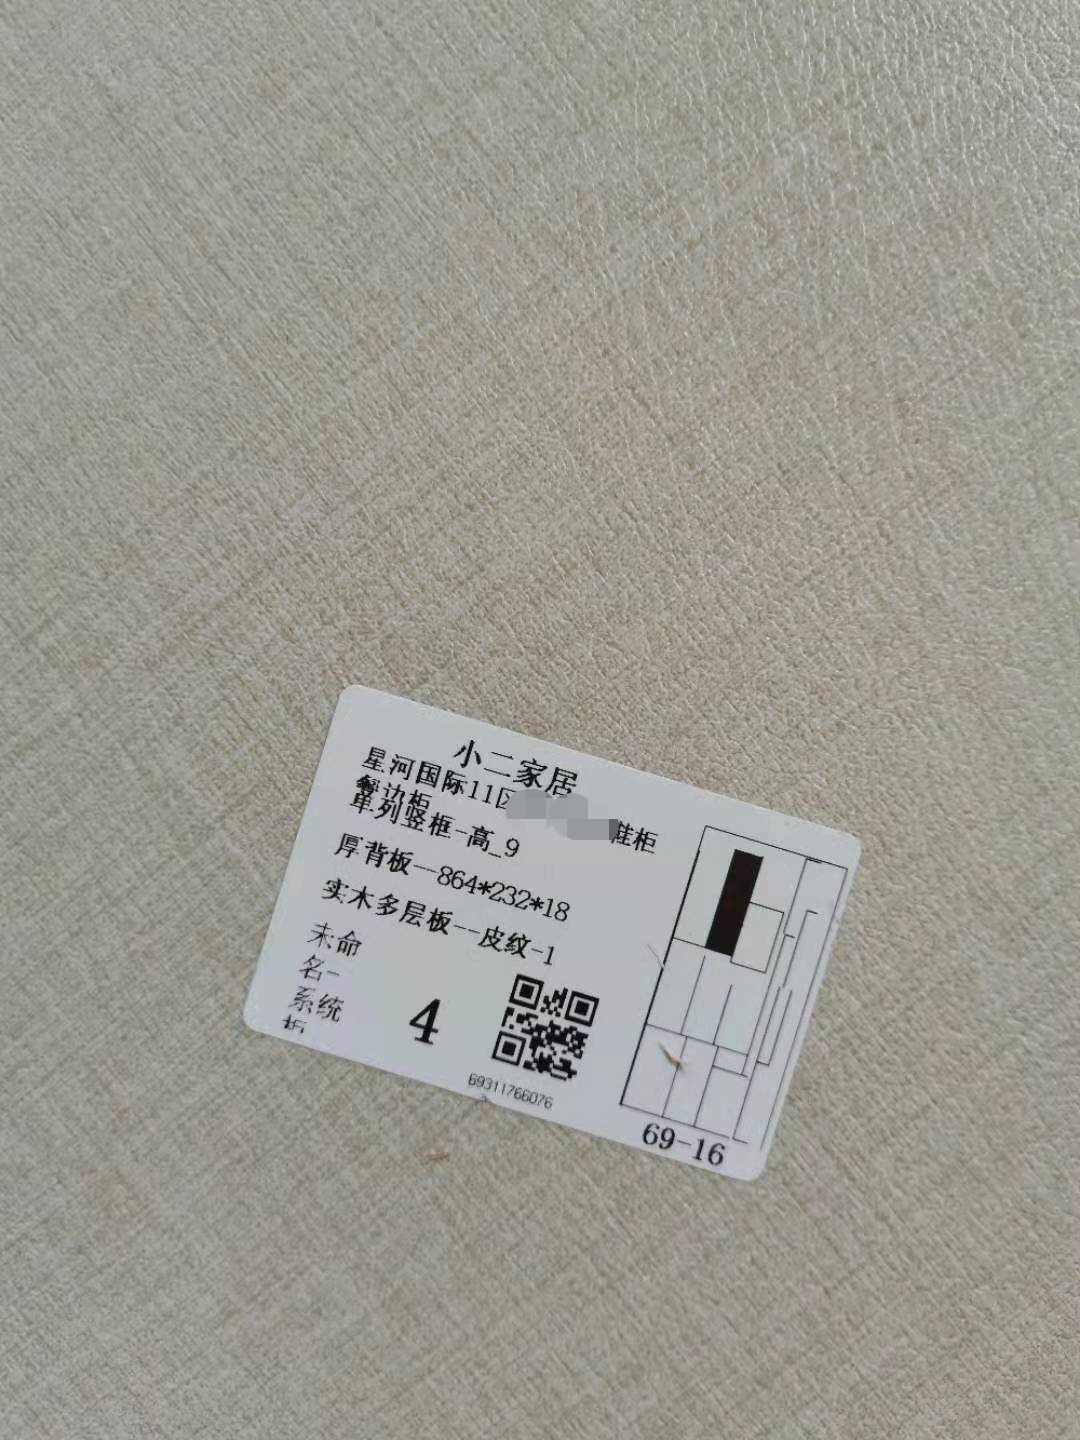 小二家居
星河国际11区 鞋柜
餐边柜
单列竖框-高_9
厚背板--864*232*18
实木多层板--皮纹-1
未命
名-
系统
4
69311766076
69-16